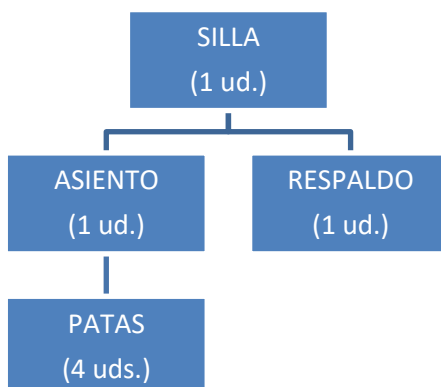 SILLA
(1 ud.)
ASIENTO
(1 ud.)
RESPALDO
(1 ud.)
PATAS
(4 uds.)